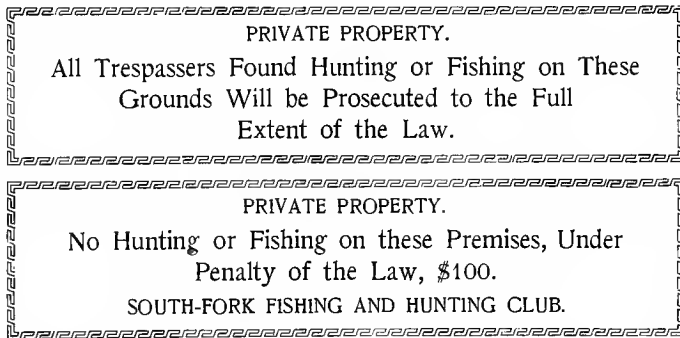 PRIVATE PROPERTY.
All Trespassers Found Hunting or Fishing on These
Grounds Will be Prosecuted to the Full
Extent of the Law.
PRIVATE PROPERTY.
No Hunting or Fishing on these Premises, Under
Penalty of the Law, $100.
SOUTH-FORK FISHING AND HUNTING CLUB.